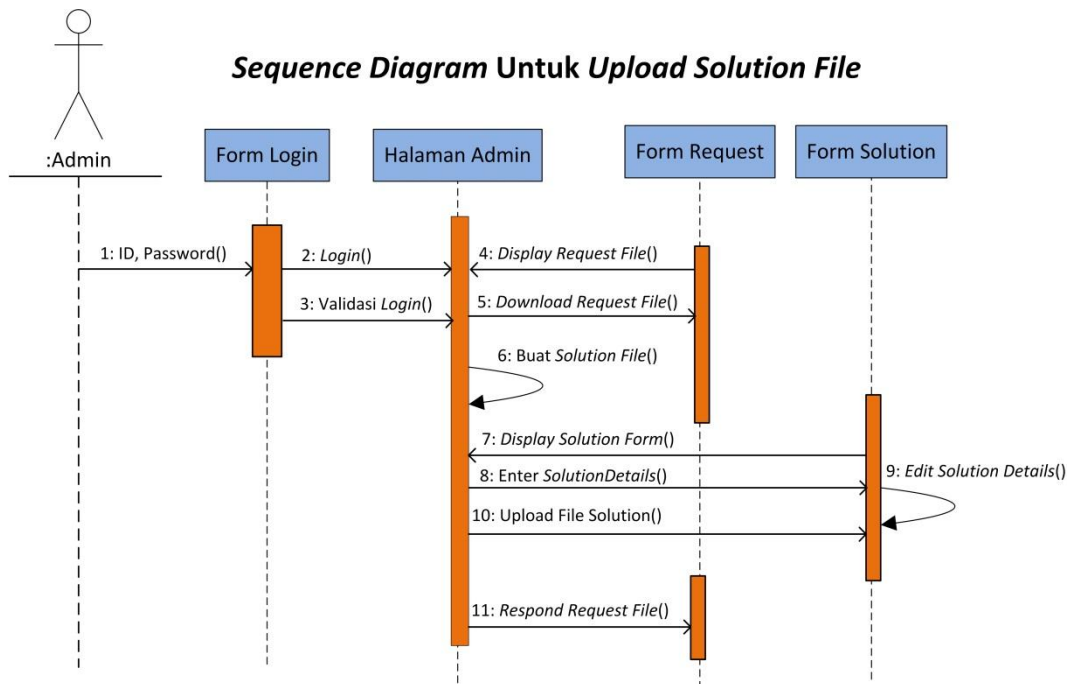 Sequence Diagram Untuk Upload Solution File
:Admin
Form Login
Halaman Admin
Form Request
Form Solution
1: ID, Password()
2: Login()
4: Display Request File()
3: Validasi Login()
5: Download Request File()
6: Buat Solution File()
7: Display Solution Form()
8: Enter SolutionDetails()
9: Edit Solution Details()
10: Upload File Solution()
11: Respond Request File()